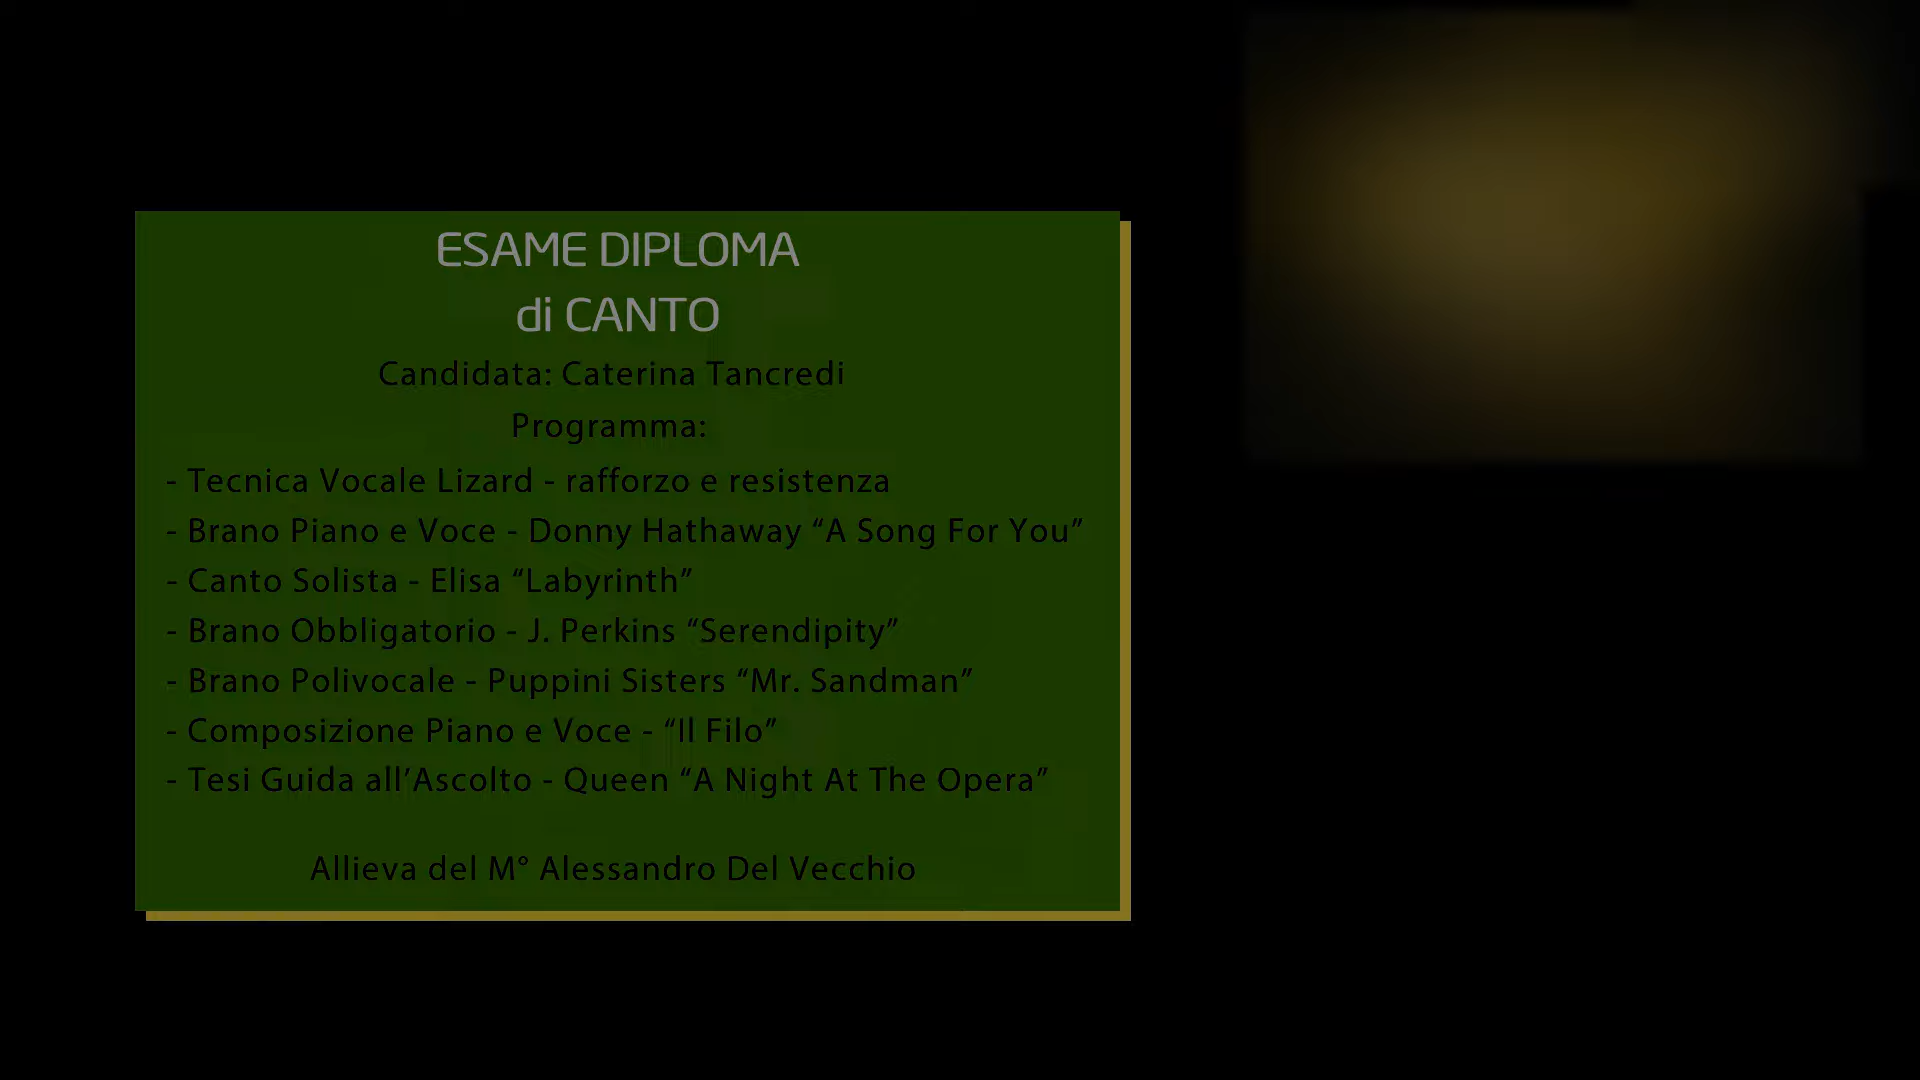 ESAME DIPLOMA
di CANTO
Candidata: Caterina Tancredi
Programma:
- Tecnica Vocale Lizard - rafforzo e resistenza
- Brano Piano e Voce - Donny Hathaway “A Song For You”
- Canto Solista - Elisa “Labyrinth”
- Brano Obbligatorio - J. Perkins “Serendipity”
- Brano Polivocale - Puppini Sisters “Mr. Sandman”
- Composizione Piano e Voce - “Il Filo”
- Tesi Guida all’Ascolto - Queen “A Night At The Opera”
Allieva del M° Alessandro Del Vecchio